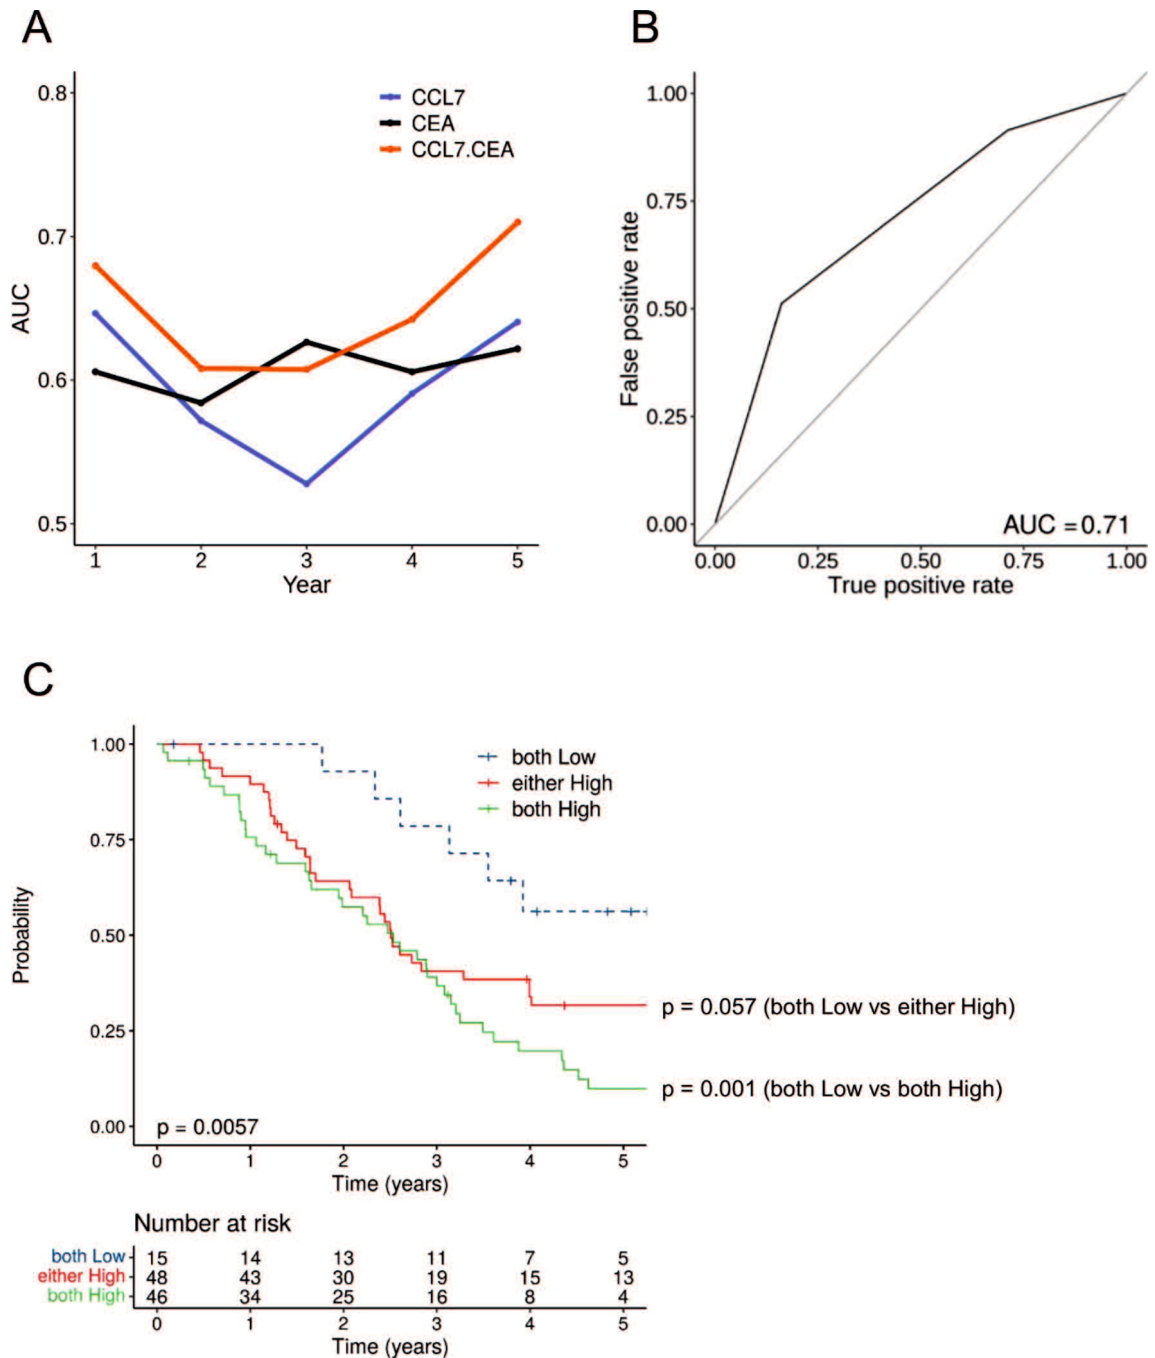 A
B
0.8
0.7
0.6
0.5
AUC
CCL7
CEA
CCL7.CEA
1 2 3 4 5
Year
1.00
0.75
0.50
0.25
0.00
False positive rate
AUC = 0.71
0.00 0.25 0.50 0.75 1.00
True positive rate
C
1.00
0.75
0.50
0.25
0.00
Probability
both Low
either High
both High
p = 0.057 (both Low vs either High)
p = 0.001 (both Low vs both High)
p = 0.0057
0 1 2 3 4 5
Time (years)
Number at risk
both Low 15 14 13 11 7 5
either High 48 43 30 19 15 13
both High 46 34 25 16 8 4
0 1 2 3 4 5
Time (years)